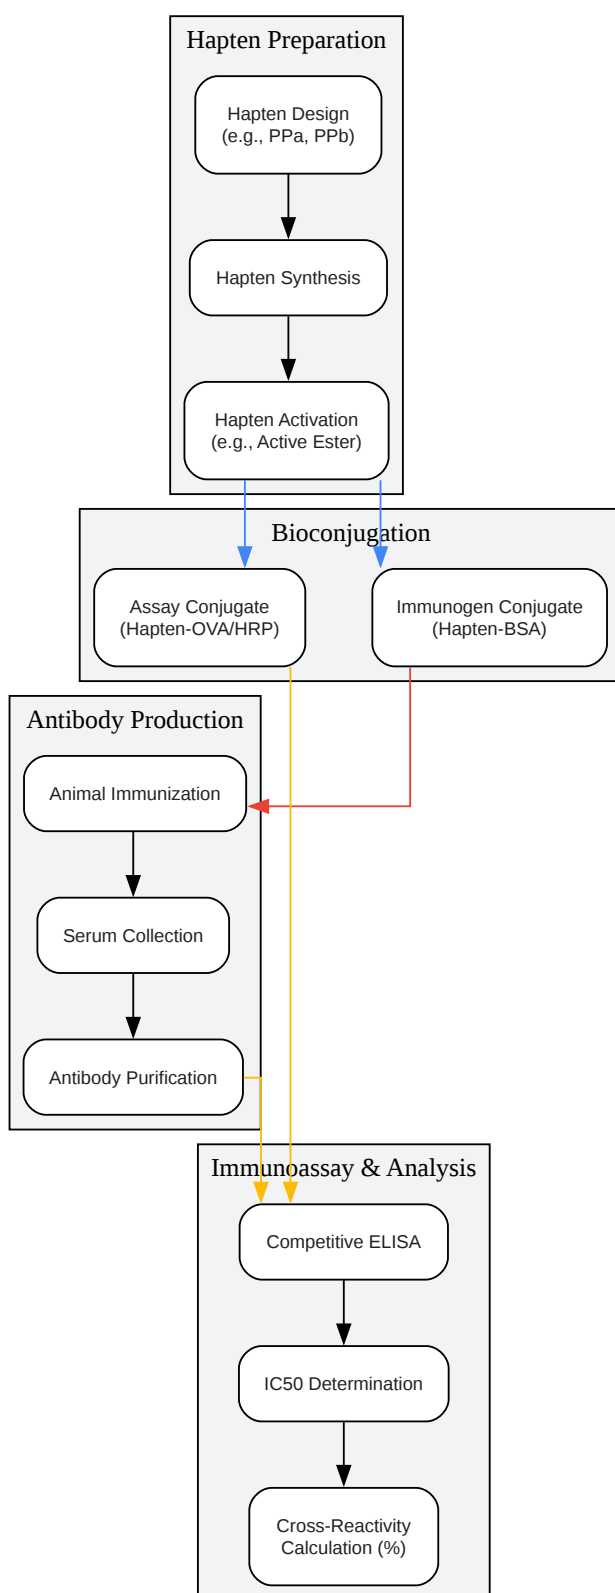 Hapten Preparation
Hapten Design
(e.g., PPa, PPb)
Hapten Synthesis
Hapten Activation
(e.g., Active Ester)
Bioconjugation
Assay Conjugate
(Hapten-OVA/HRP)
Immunogen Conjugate
(Hapten-BSA)
Antibody Production
Animal Immunization
Serum Collection
Antibody Purification
Immunoassay & Analysis
Competitive ELISA
IC50 Determination
Cross-Reactivity
Calculation (%)